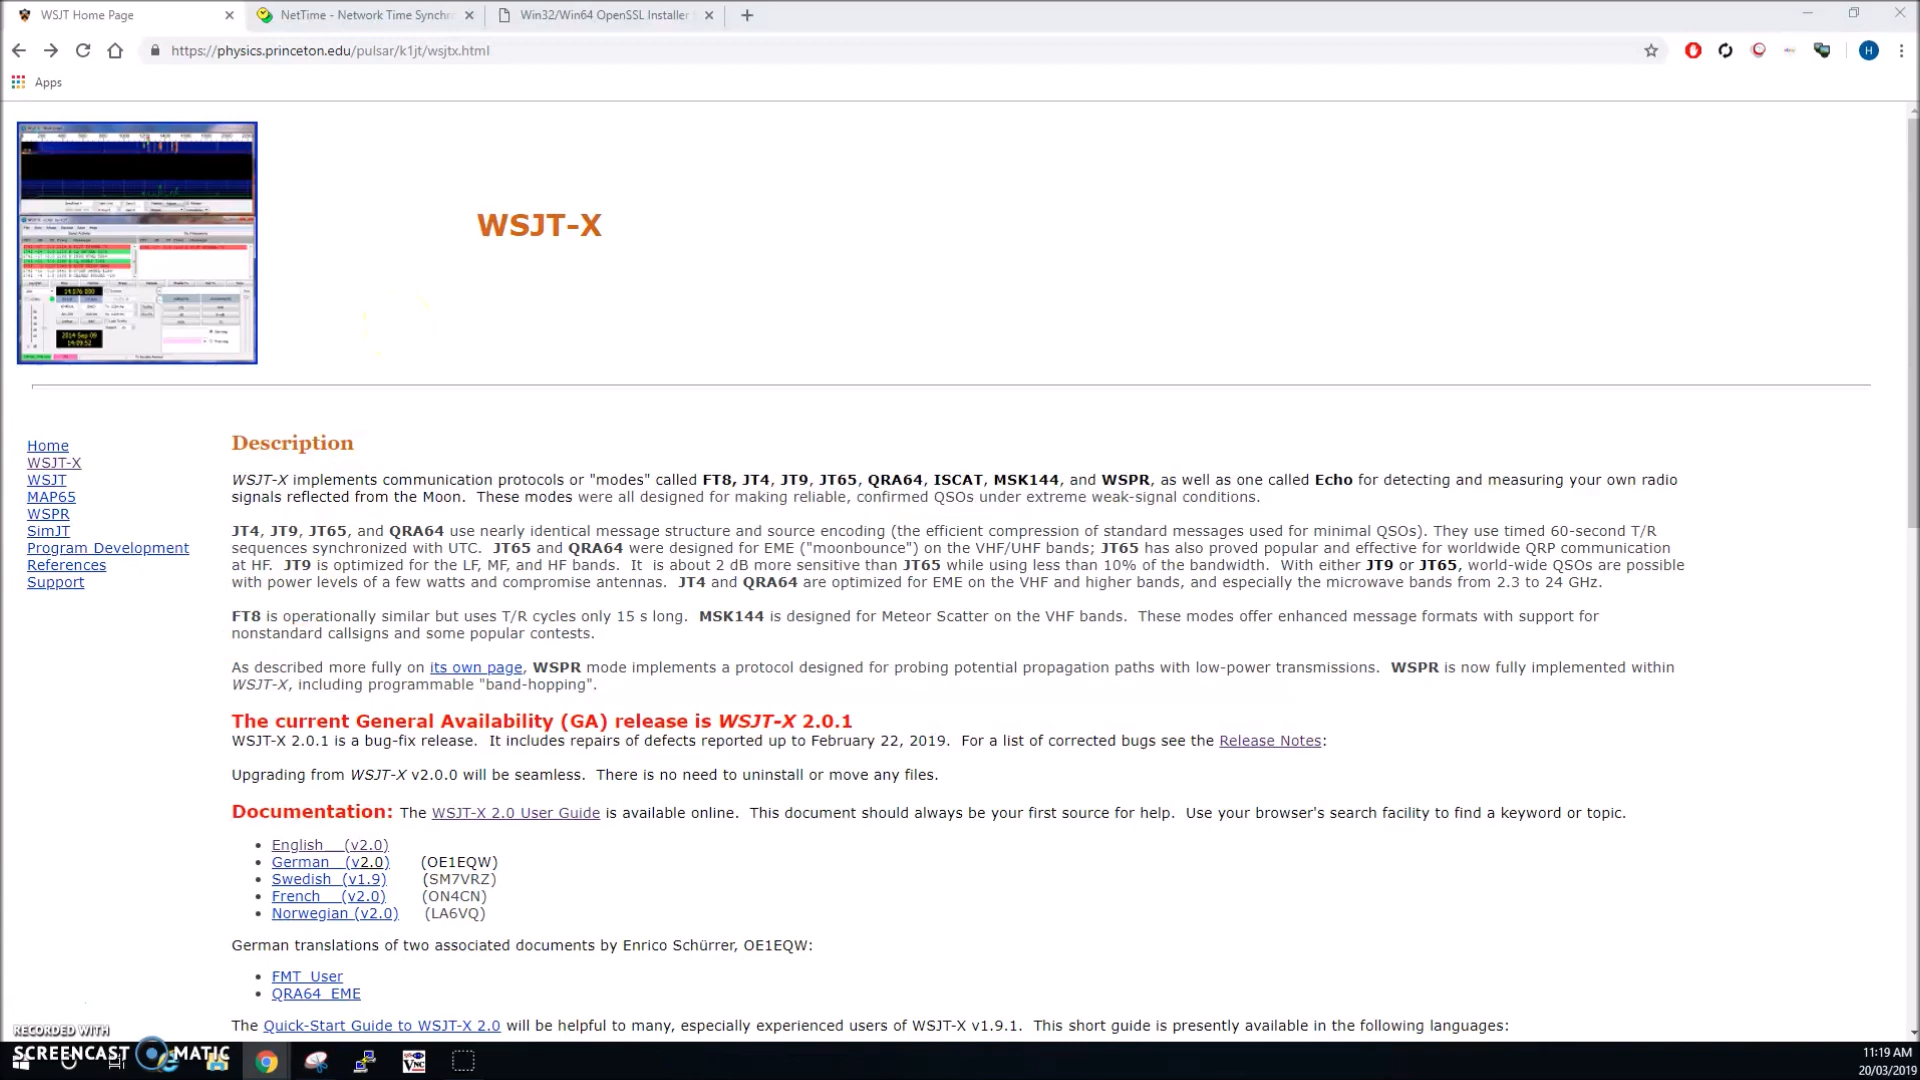 WSJT Home Page
NetTime - Network Time Synchr
Win32/Win64 OpenSSL Installer
https://physics.princeton.edu/pulsar/k1jt/wsjtx.html
H
Apps
WSJT-X
Home
WSJT-X
WSJT
MAP65
WSPR
SimJT
Program Development
References
Support
Description
WSJT-X implements communication protocols or "modes" called FT8, JT4, JT9, JT65, QRA64, ISCAT, MSK144, and WSPR, as well as one called Echo for detecting and measuring your own radio
signals reflected from the Moon. These modes were all designed for making reliable, confirmed QSOs under extreme weak-signal conditions.
JT4, JT9, JT65, and QRA64 use nearly identical message structure and source encoding (the efficient compression of standard messages used for minimal QSOs). They use timed 60-second T/R
sequences synchronized with UTC. JT65 and QRA64 were designed for EME ("moonbounce") on the VHF/UHF bands; JT65 has also proved popular and effective for worldwide QRP communication
at HF. JT9 is optimized for the LF, MF, and HF bands. It is about 2 dB more sensitive than JT65 while using less than 10% of the bandwidth. With either JT9 or JT65, world-wide QSOs are possible
with power levels of a few watts and compromise antennas. JT4 and QRA64 are optimized for EME on the VHF and higher bands, and especially the microwave bands from 2.3 to 24 GHz.
FT8 is operationally similar but uses T/R cycles only 15 s long. MSK144 is designed for Meteor Scatter on the VHF bands. These modes offer enhanced message formats with support for
nonstandard callsigns and some popular contests.
As described more fully on its own page, WSPR mode implements a protocol designed for probing potential propagation paths with low-power transmissions. WSPR is now fully implemented within
WSJT-X, including programmable "band-hopping".
The current General Availability (GA) release is WSJT-X 2.0.1
WSJT-X 2.0.1 is a bug-fix release. It includes repairs of defects reported up to February 22, 2019. For a list of corrected bugs see the Release Notes:
Upgrading from WSJT-X v2.0.0 will be seamless. There is no need to uninstall or move any files.
Documentation: The WSJT-X 2.0 User Guide is available online. This document should always be your first source for help. Use your browser's search facility to find a keyword or topic.
• English (v2.0)
• German (v2.0) (OE1EQW)
• Swedish (v1.9) (SM7VRZ)
• French (v2.0) (ON4CN)
• Norwegian (v2.0) (LA6VQ)
German translations of two associated documents by Enrico Schürrer, OE1EQW:
• FMT_User
• QRA64_EME
The Quick-Start Guide to WSJT-X 2.0 will be helpful to many, especially experienced users of WSJT-X v1.9.1. This short guide is presently available in the following languages:
RECORDED WITH
SCREENCAST MATIC
VNC
11:19 AM
20/03/2019